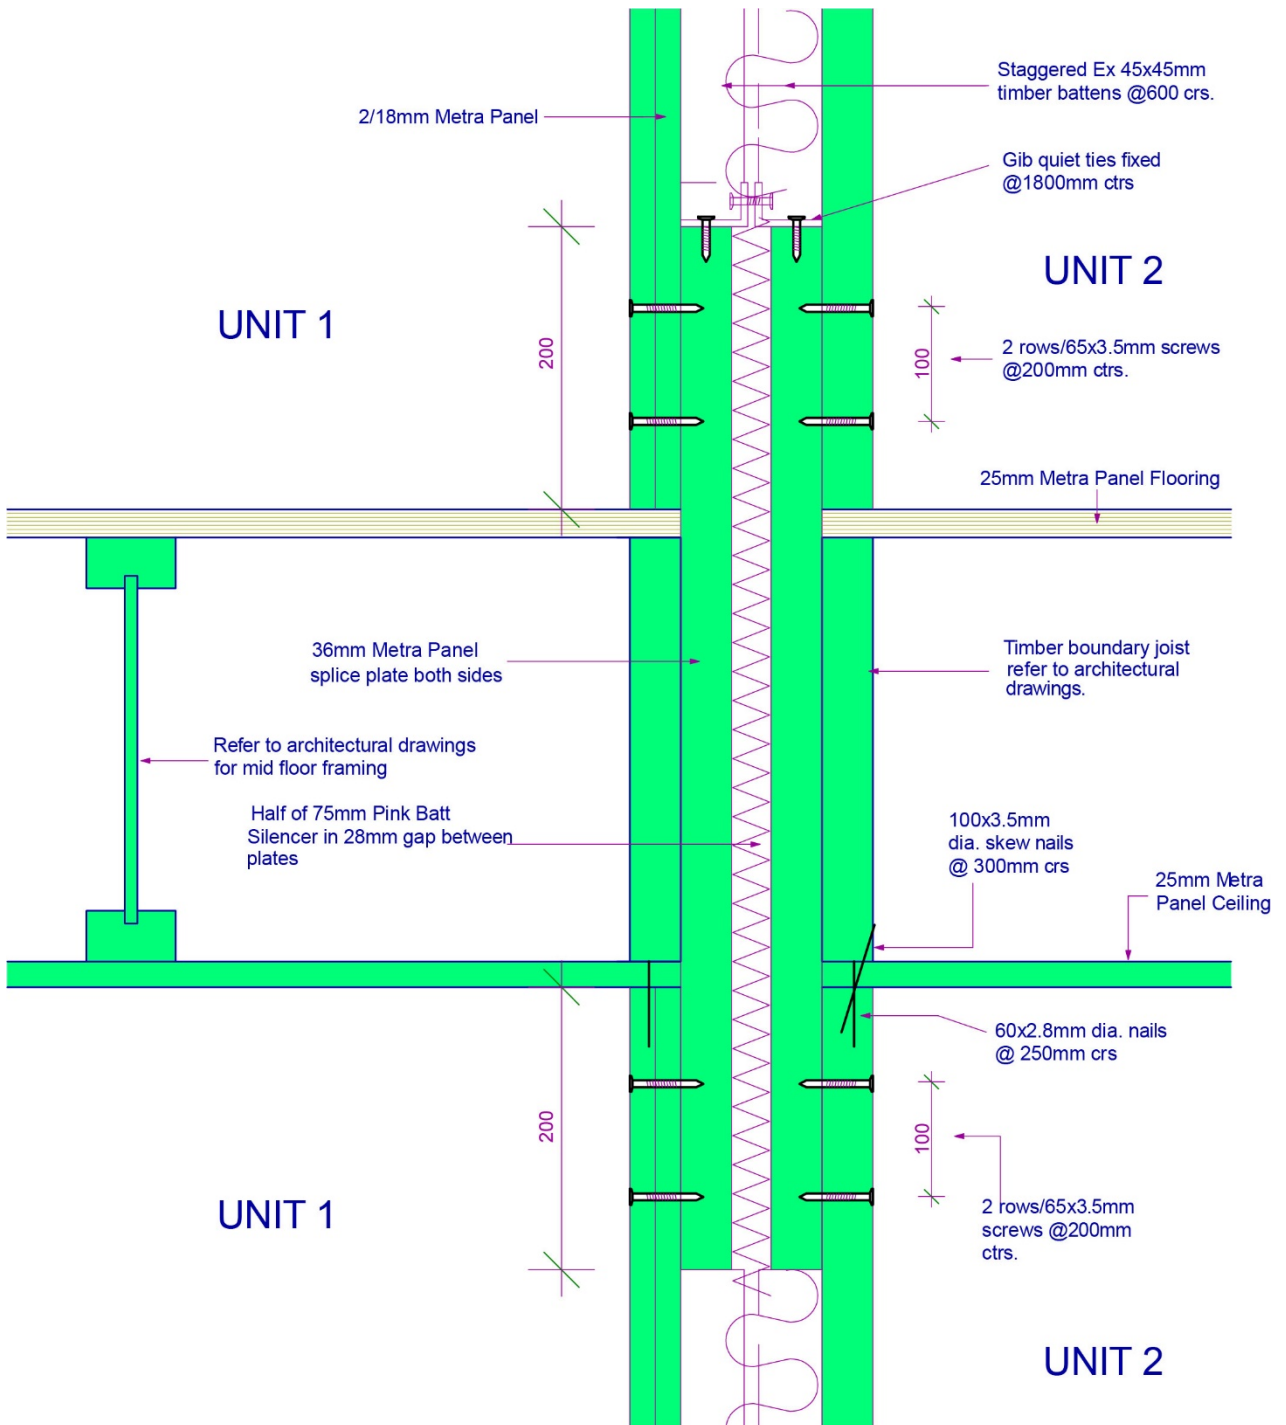 Staggered Ex 45x45mm
timber battens @600 crs.
2/18mm Metra Panel
Gib quiet ties fixed
@1800mm ctrs
UNIT 2
UNIT 1
200
100
2 rows/65x3.5mm screws
@200mm ctrs.
25mm Metra Panel Flooring
36mm Metra Panel
splice plate both sides
Timber boundary joist
refer to architectural
drawings.
Refer to architectural drawings
for mid floor framing
Half of 75mm Pink Batt
Silencer in 28mm gap between
plates
100x3.5mm
dia. skew nails
@ 300mm crs
25mm Metra
Panel Ceiling
60x2.8mm dia. nails
@ 250mm crs
200
100
UNIT 1
2 rows/65x3.5mm
screws @200mm
ctrs.
UNIT 2